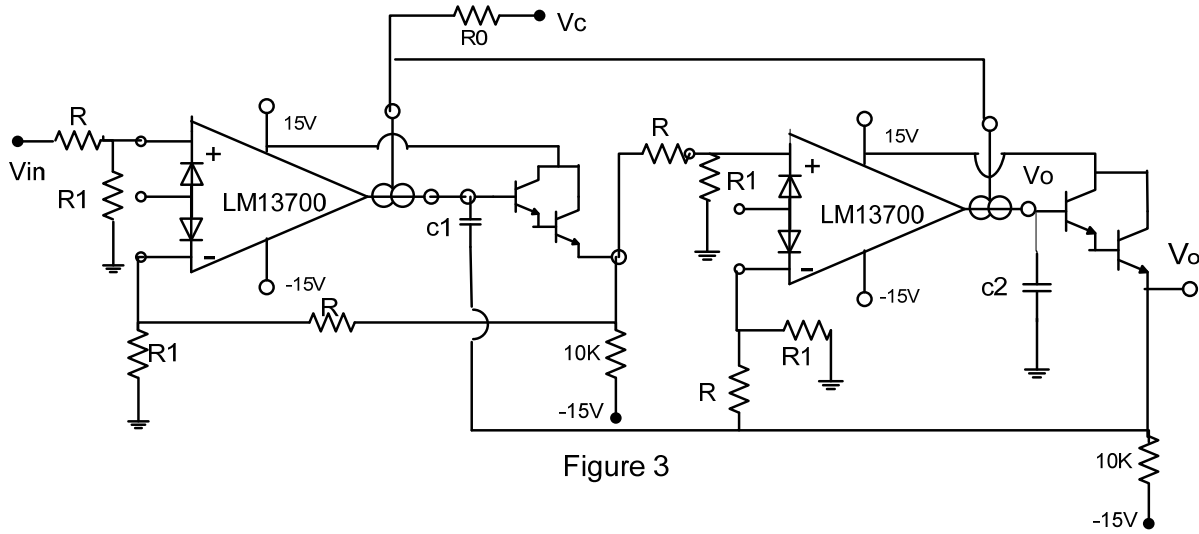 Vc
R0
R
15V
R
15V
Vin
+
R1
+
Vo
R1
LM13700
LM13700
c1
-
-
Vo
-15V
-15V
c2
R
R1
10K
R1
R
-15V
10K
Figure 3
-15V